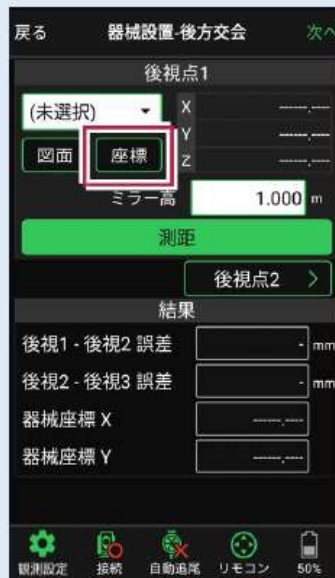 戻る 器械設置-後方交会 次へ
後視点1
(未選択) X -----.----
Y -----.----
図面 座標 Z -----.----
ミラー高 1.000 m
測距
後視点2 >
結果
後視1 - 後視2 誤差 - mm
後視2 - 後視3 誤差 - mm
器械座標 X -----.----
器械座標 Y -----.----
観測設定 接続 自動追尾 リモコン 50%